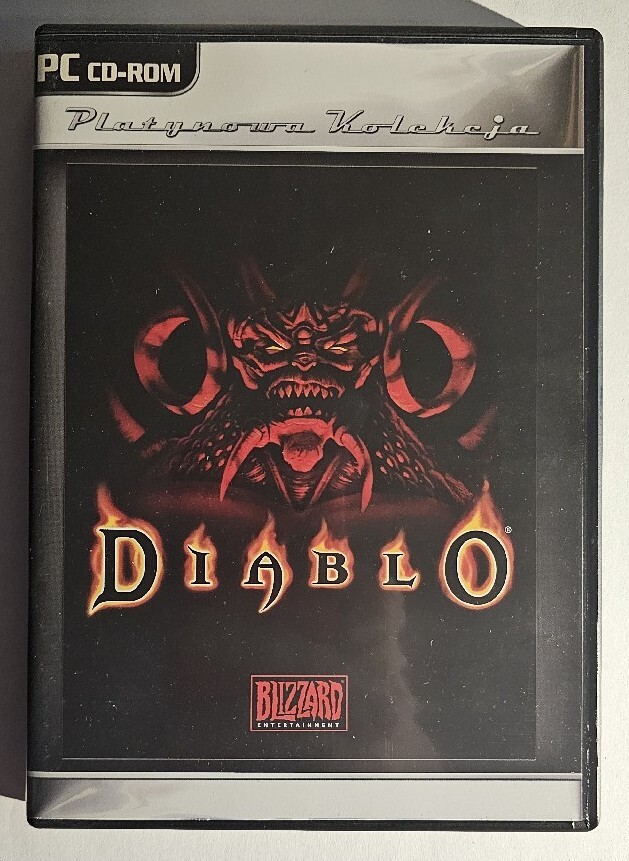 PC CD-ROM
Platynowa Kolekcja
DIABLO®
BLIZZARD
ENTERTAINMENT